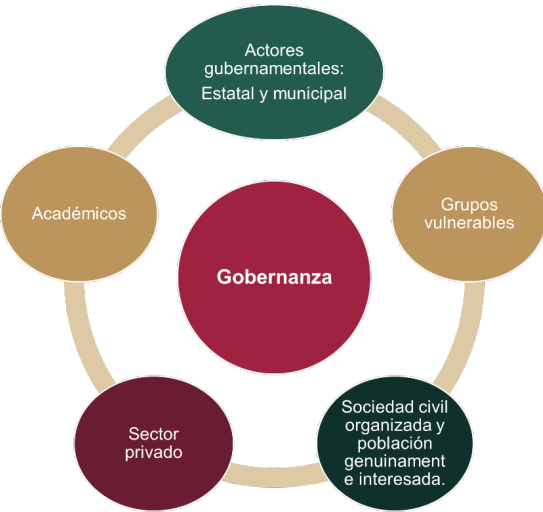 Actores
gubernamentales:
Estatal y municipal
Grupos
vulnerables
Sociedad civil
organizada y
población
genuinament
e interesada.
Sector
privado
Académicos
Gobernanza